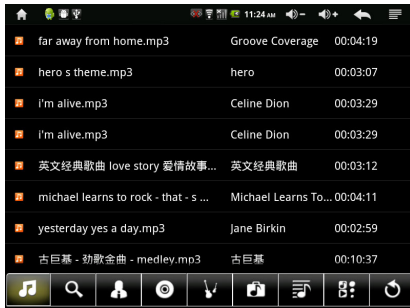 11:24 AM
far away from home.mp3 Groove Coverage 00:04:19
hero s theme.mp3 hero 00:03:07
i'm alive.mp3 Celine Dion 00:03:29
i'm alive.mp3 Celine Dion 00:03:29
英文经典歌曲 love story 爱情故事... 英文经典歌曲 00:03:12
michael learns to rock - that - s ... Michael Learns To... 00:04:11
yesterday yes a day.mp3 Jane Birkin 00:02:59
古巨基 - 劲歌金曲 - medley.mp3 古巨基 00:10:37